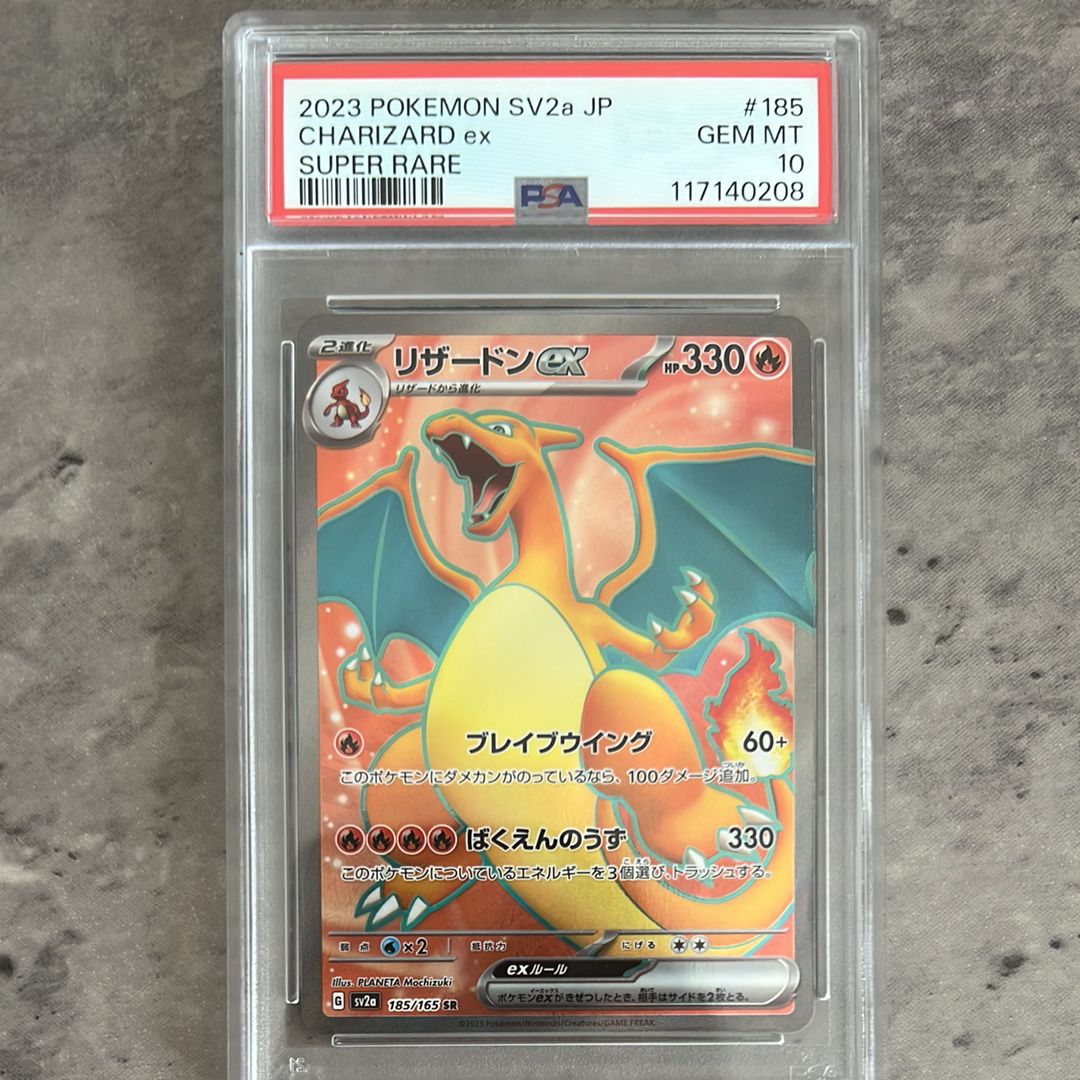 2023 POKEMON SV2a JP #185
CHARIZARD ex GEM MT
SUPER RARE 10
PSA 117140208
2進化 リザードンex HP330
リザードから進化
ブレイブウイング 60+
このポケモンにダメカンがのっているなら、100ダメージ追加。
ばくえんのうず 330
このポケモンについているエネルギーを3個選び、トラッシュする。
弱点 ×2 抵抗力 にげる
exルール
ポケモンexがきぜつしたとき、相手はサイドを2枚とる。
Illus. PLANETA Mochizuki
G sv2a 185/165 SR
©2023 Pokémon/Nintendo/Creatures/GAME FREAK